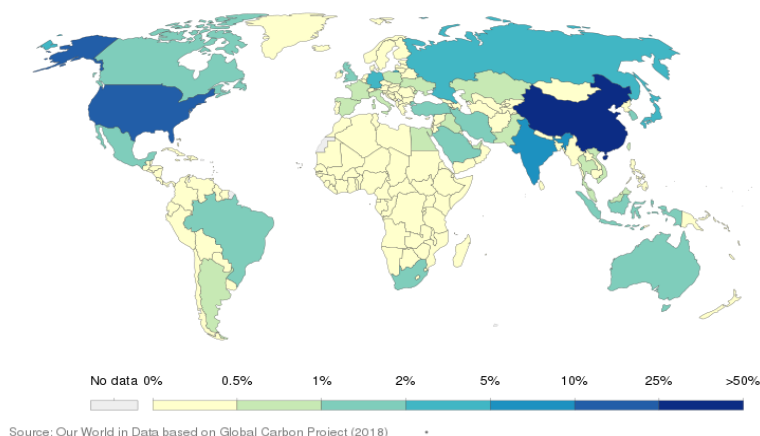 No data 0% 0.5% 1% 2% 5% 10% 25% >50%
Source: Our World in Data based on Global Carbon Project (2018)